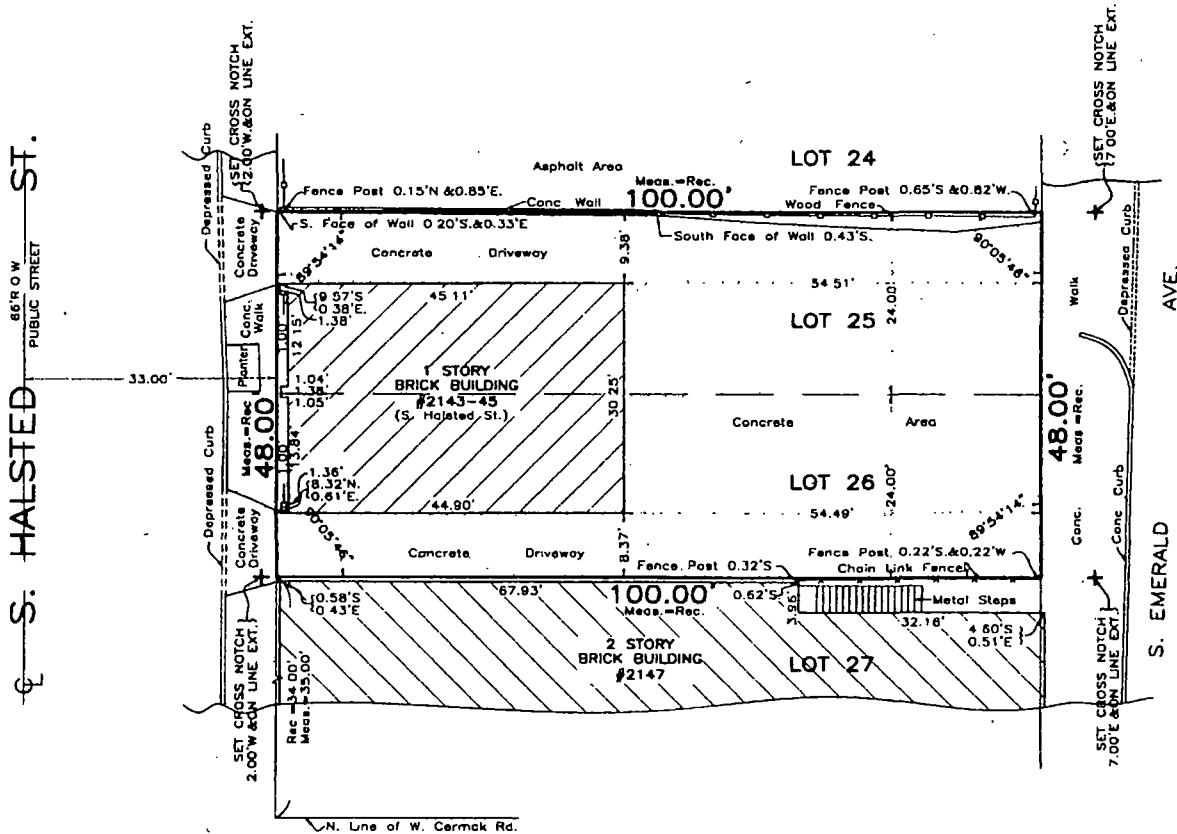 ℄ S. HALSTED ST.
66'ROW
PUBLIC STREET
33.00'
SET CROSS NOTCH
2.00'W.&ON LINE EXT.
Depressed Curb
Concrete
Driveway
Conc.
Walk
Planter
Meas.=Rec.
48.00'
Depressed Curb
Concrete
Driveway
Depressed Curb
SET CROSS NOTCH
2.00'W &ON LINE EXT.
Asphalt Area
LOT 24
Meas.=Rec.
100.00'
Fence Post 0.15'N &0.85'E.
Conc Wall
Fence Post 0.65'S &0.82'W.
Wood Fence
S. Face of Wall 0 20'S.&0.33'E
South Face of Wall 0.43'S.
89°54'14"
90°05'46"
Concrete Driveway
9.38'
9.57'S
0.38'E.
1.38'
45.11'
54 51'
1.00
12.15'
24.00'
LOT 25
1 STORY
BRICK BUILDING
#2143-45
(S. Halsted St.)
1.04'
1.38'
1.05'
30.25'
Concrete Area
1.00
13.84'
1.36'
8.32'N.
0.61'E.
LOT 26
24.00'
44.90'
54.49'
90°05'46"
89°54'14"
Concrete Driveway
8.37'
Fence Post 0.22'S.&0.22'W
Fence. Post 0.32'S
Chain Link Fence
0.58'S
0.43'E
67.93'
100.00'
Meas.=Rec.
0.62'S
3.96'
Metal Steps
32.16'
4 60'S
0.51'E
2 STORY
BRICK BUILDING
#2147
LOT 27
Rec =34 00'
Meas.=35.00'
N. Line of W. Cermak Rd.
SET CROSS NOTCH
7 00'E.&ON LINE EXT.
Walk
Depressed Curb
48.00'
Meas.=Rec.
Conc.
Conc Curb
SET CROSS NOTCH
7.00'E &ON LINE EXT.
S. EMERALD AVE.